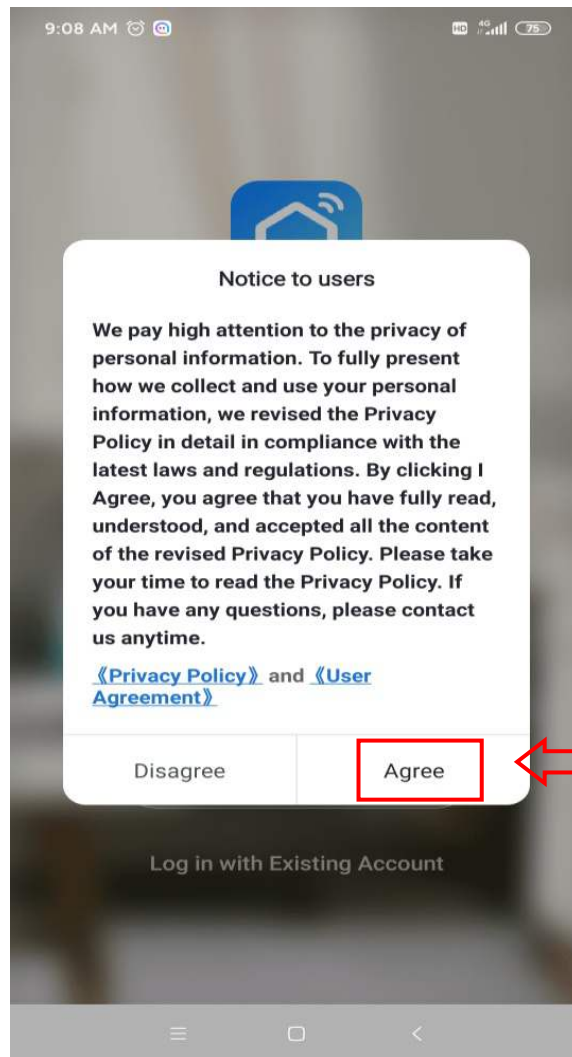 9:08 AM
HD 4G 75
Notice to users
We pay high attention to the privacy of
personal information. To fully present
how we collect and use your personal
information, we revised the Privacy
Policy in detail in compliance with the
latest laws and regulations. By clicking I
Agree, you agree that you have fully read,
understood, and accepted all the content
of the revised Privacy Policy. Please take
your time to read the Privacy Policy. If
you have any questions, please contact
us anytime.
《Privacy Policy》 and 《User
Agreement》
Disagree Agree
Log in with Existing Account